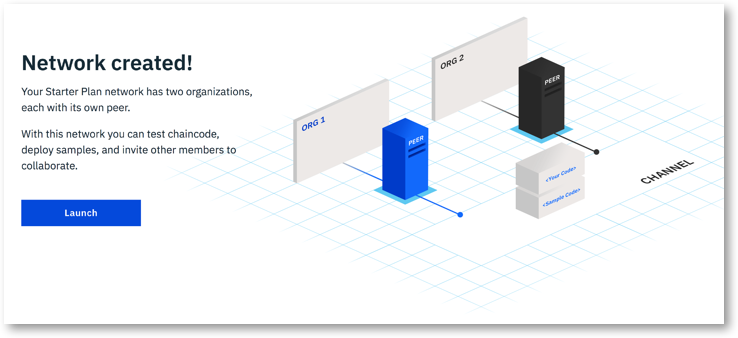 Network created!
Your Starter Plan network has two organizations,
each with its own peer.
With this network you can test chaincode,
deploy samples, and invite other members to
collaborate.
Launch
ORG 1
PEER
ORG 2
PEER
<Your Code>
<Sample Code>
CHANNEL